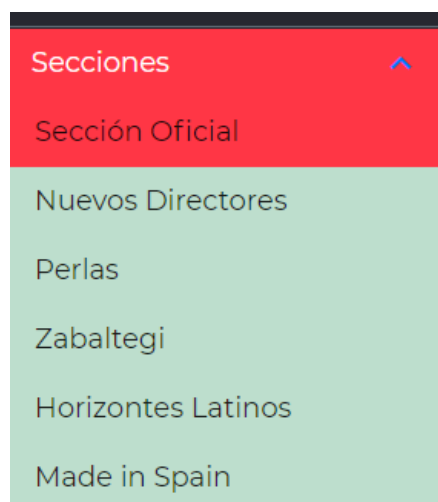 Secciones
Sección Oficial
Nuevos Directores
Perlas
Zabaltegi
Horizontes Latinos
Made in Spain